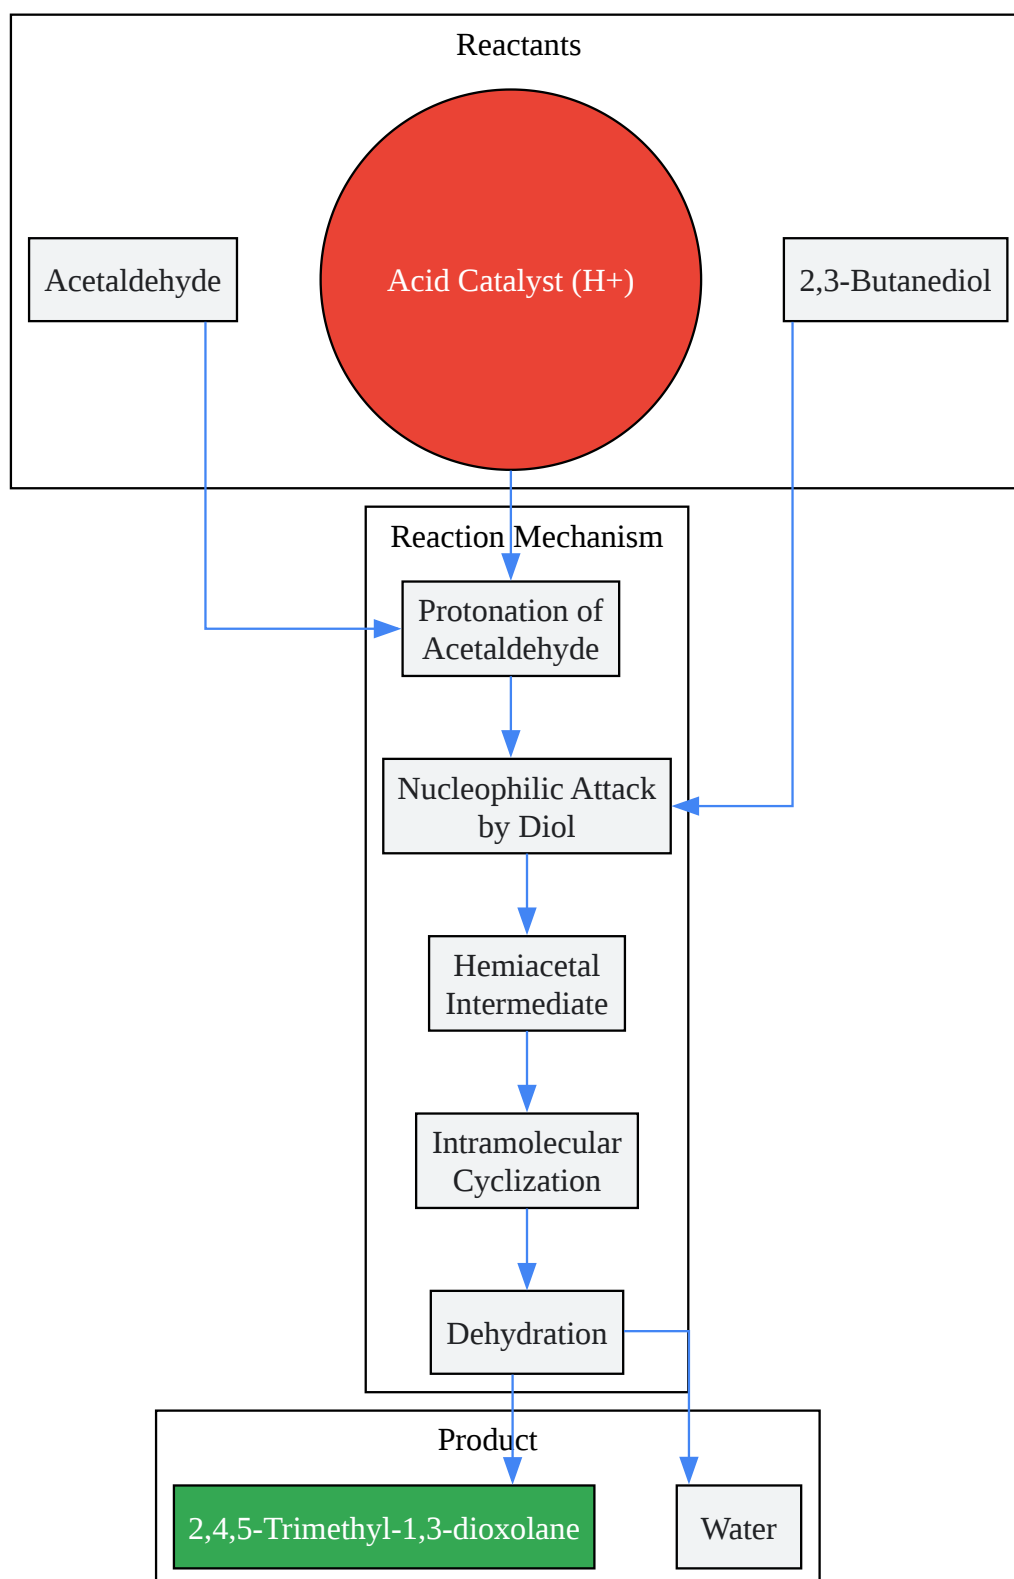 Reactants
Acetaldehyde
Acid Catalyst (H+)
2,3-Butanediol
Reaction Mechanism
Protonation of
Acetaldehyde
Nucleophilic Attack
by Diol
Hemiacetal
Intermediate
Intramolecular
Cyclization
Dehydration
Product
2,4,5-Trimethyl-1,3-dioxolane
Water